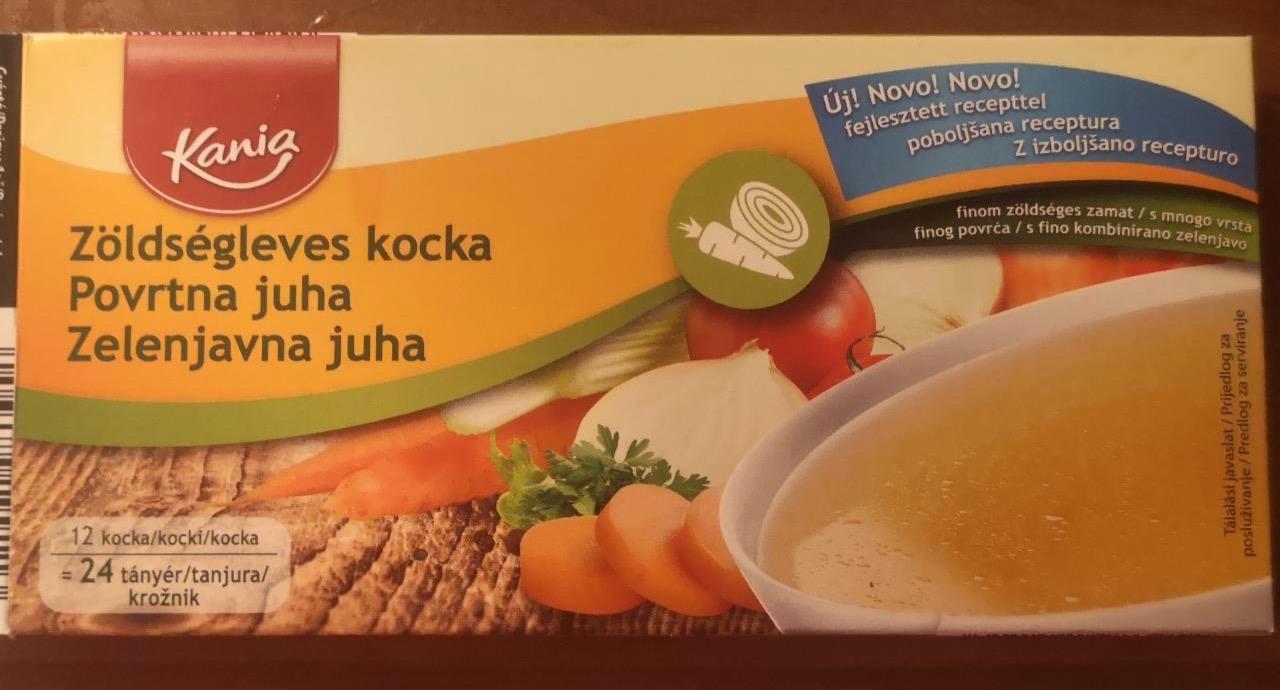 Kania
Új! Novo! Novo!
fejlesztett recepttel
poboljšana receptura
Z izboljšano recepturo
finom zöldséges zamat / s mnogo vrsta
finog povrća / s fino kombinirano zelenjavo
Zöldségleves kocka
Povrtna juha
Zelenjavna juha
12 kocka/kocki/kocka
= 24 tányér/tanjura/
krožnik
Tálalási javaslat / Prijedlog za
posluživanje / Predlog za serviranje